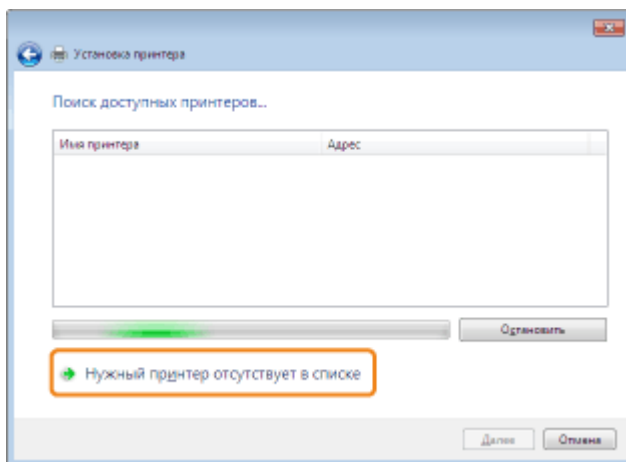 Установка принтера
Поиск доступных принтеров...
Имя принтера Адрес
Остановить
Нужный принтер отсутствует в списке
Далее Отмена